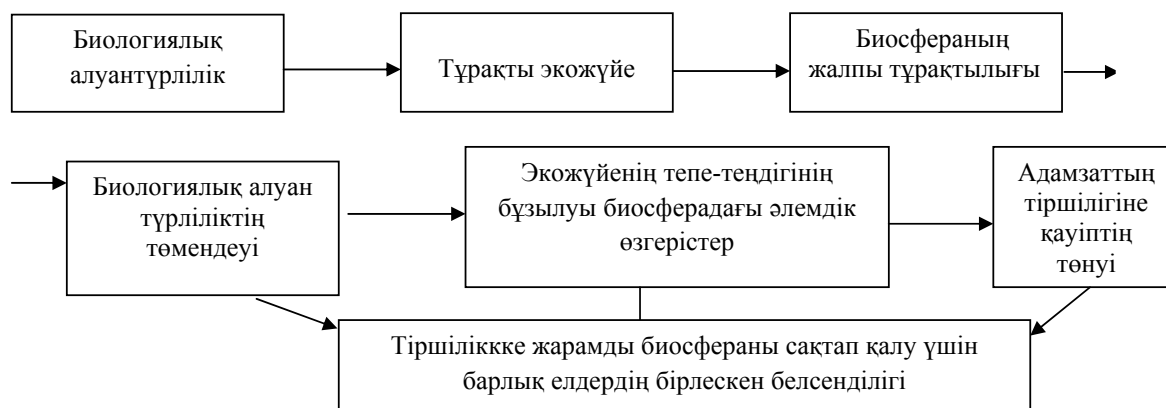 Биологиялық
алуантүрлілік
Тұрақты экожүйе
Биосфераның
жалпы тұрақтылығы
Биологиялық алуан
түрліліктің
төмендеуі
Экожүйенің тепе-теңдігінің
бұзылуы биосферадағы әлемдік
өзгерістер
Адамзаттың
тіршілігіне
қауіптің
төнуі
Тіршіліккке жарамды биосфераны сақтап қалу үшін
барлық елдердің бірлескен белсенділігі